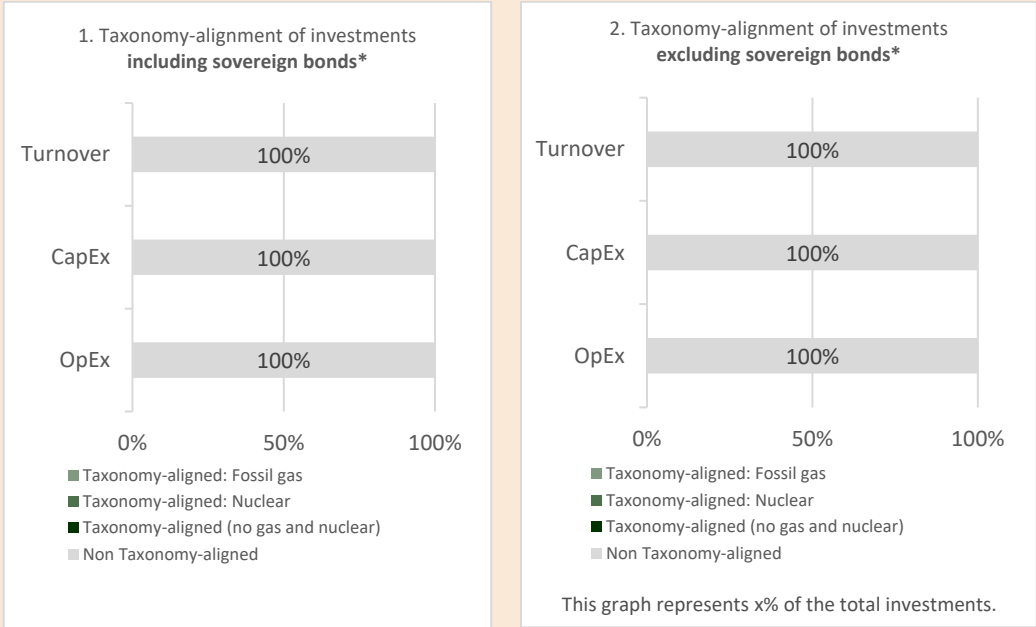 1. Taxonomy-alignment of investments
including sovereign bonds*
Turnover
100%
CapEx
100%
OpEx
100%
0%
50%
100%
Taxonomy-aligned: Fossil gas
Taxonomy-aligned: Nuclear
Taxonomy-aligned (no gas and nuclear)
Non Taxonomy-aligned
2. Taxonomy-alignment of investments
excluding sovereign bonds*
Turnover
100%
CapEx
100%
OpEx
100%
0%
50%
100%
Taxonomy-aligned: Fossil gas
Taxonomy-aligned: Nuclear
Taxonomy-aligned (no gas and nuclear)
Non Taxonomy-aligned
This graph represents x% of the total investments.